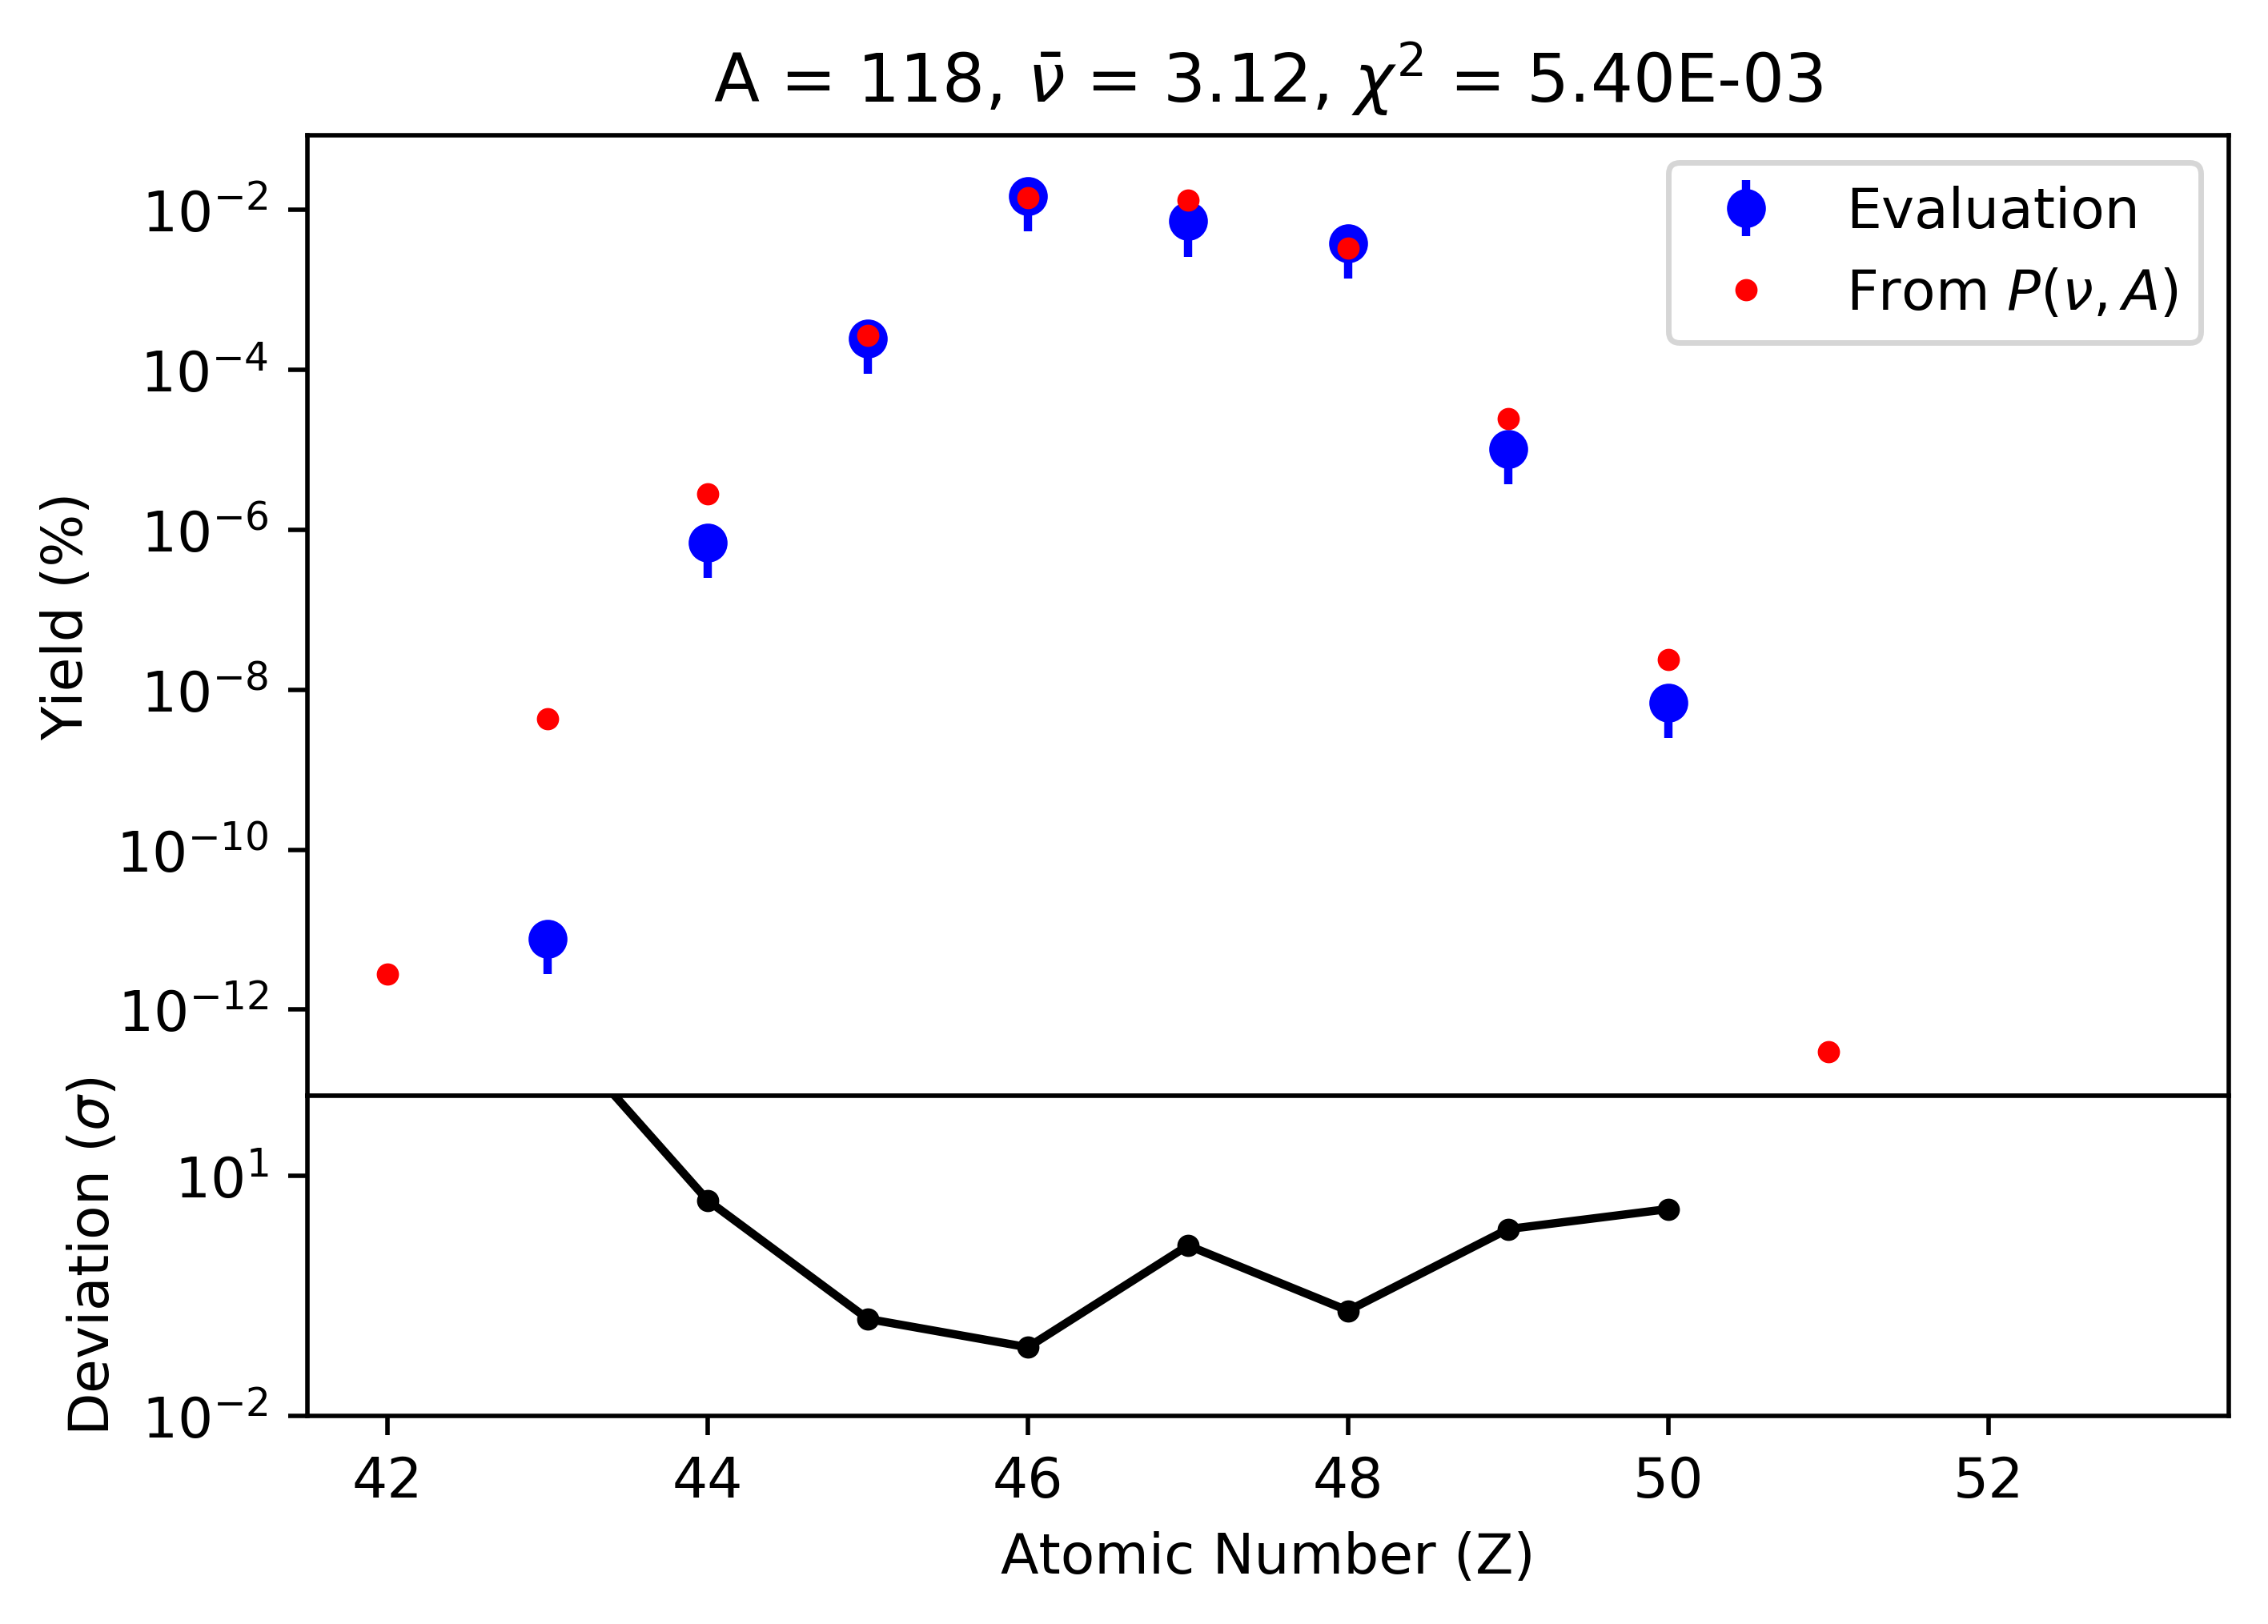 A = 118, ν̄ = 3.12, χ² = 5.40E-03
Evaluation
From P(ν, A)
Yield (%)
10⁻²
10⁻⁴
10⁻⁶
10⁻⁸
10⁻¹⁰
10⁻¹²
Deviation (σ)
10¹
10⁻²
42 44 46 48 50 52
Atomic Number (Z)